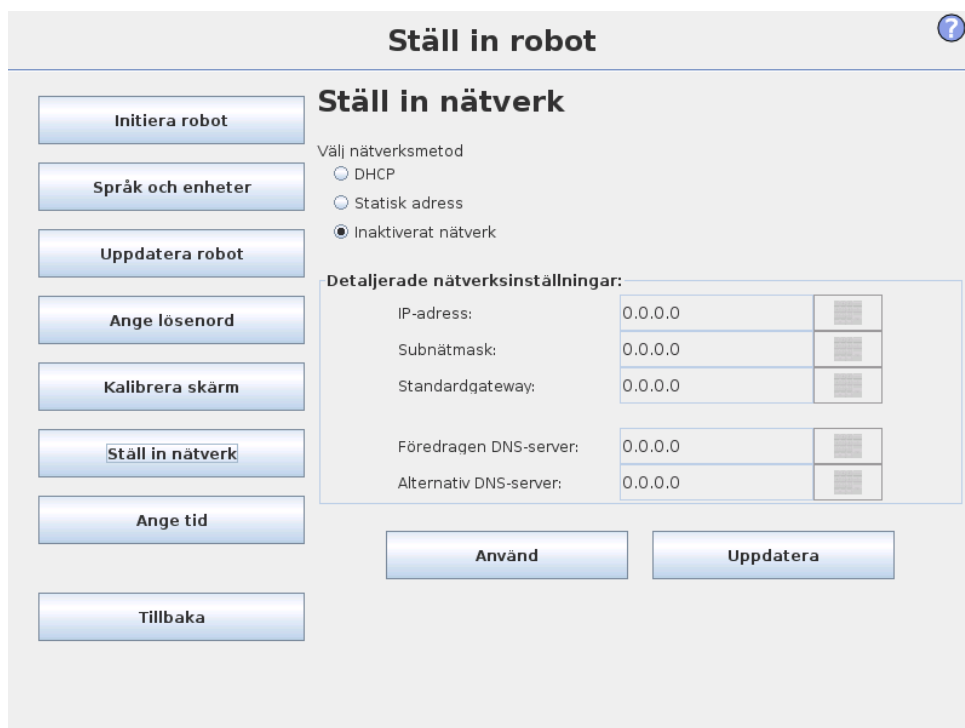 Ställ in robot
?
Initiera robot
Språk och enheter
Uppdatera robot
Ange lösenord
Kalibrera skärm
Ställ in nätverk
Ange tid
Tillbaka
Ställ in nätverk
Välj nätverksmetod
DHCP
Statisk adress
Inaktiverat nätverk
Detaljerade nätverksinställningar:
IP-adress: 0.0.0.0
Subnätmask: 0.0.0.0
Standardgateway: 0.0.0.0
Föredragen DNS-server: 0.0.0.0
Alternativ DNS-server: 0.0.0.0
Använd
Uppdatera